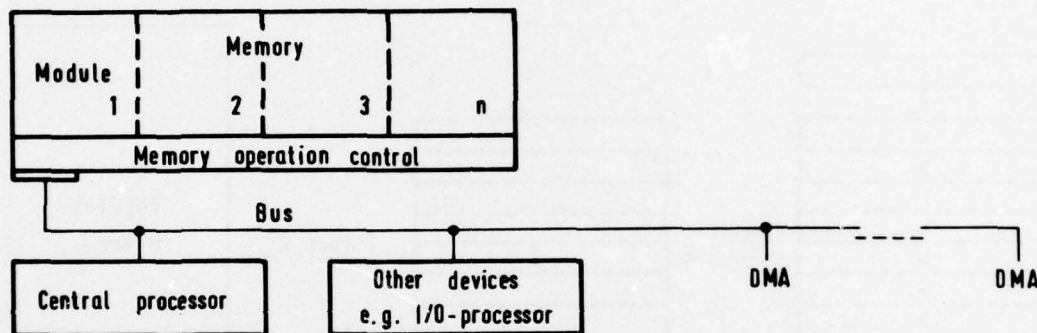 Memory
Module
1 2 3 n
Memory operation control
Bus
Central processor
Other devices
e.g. I/O-processor
DMA
DMA